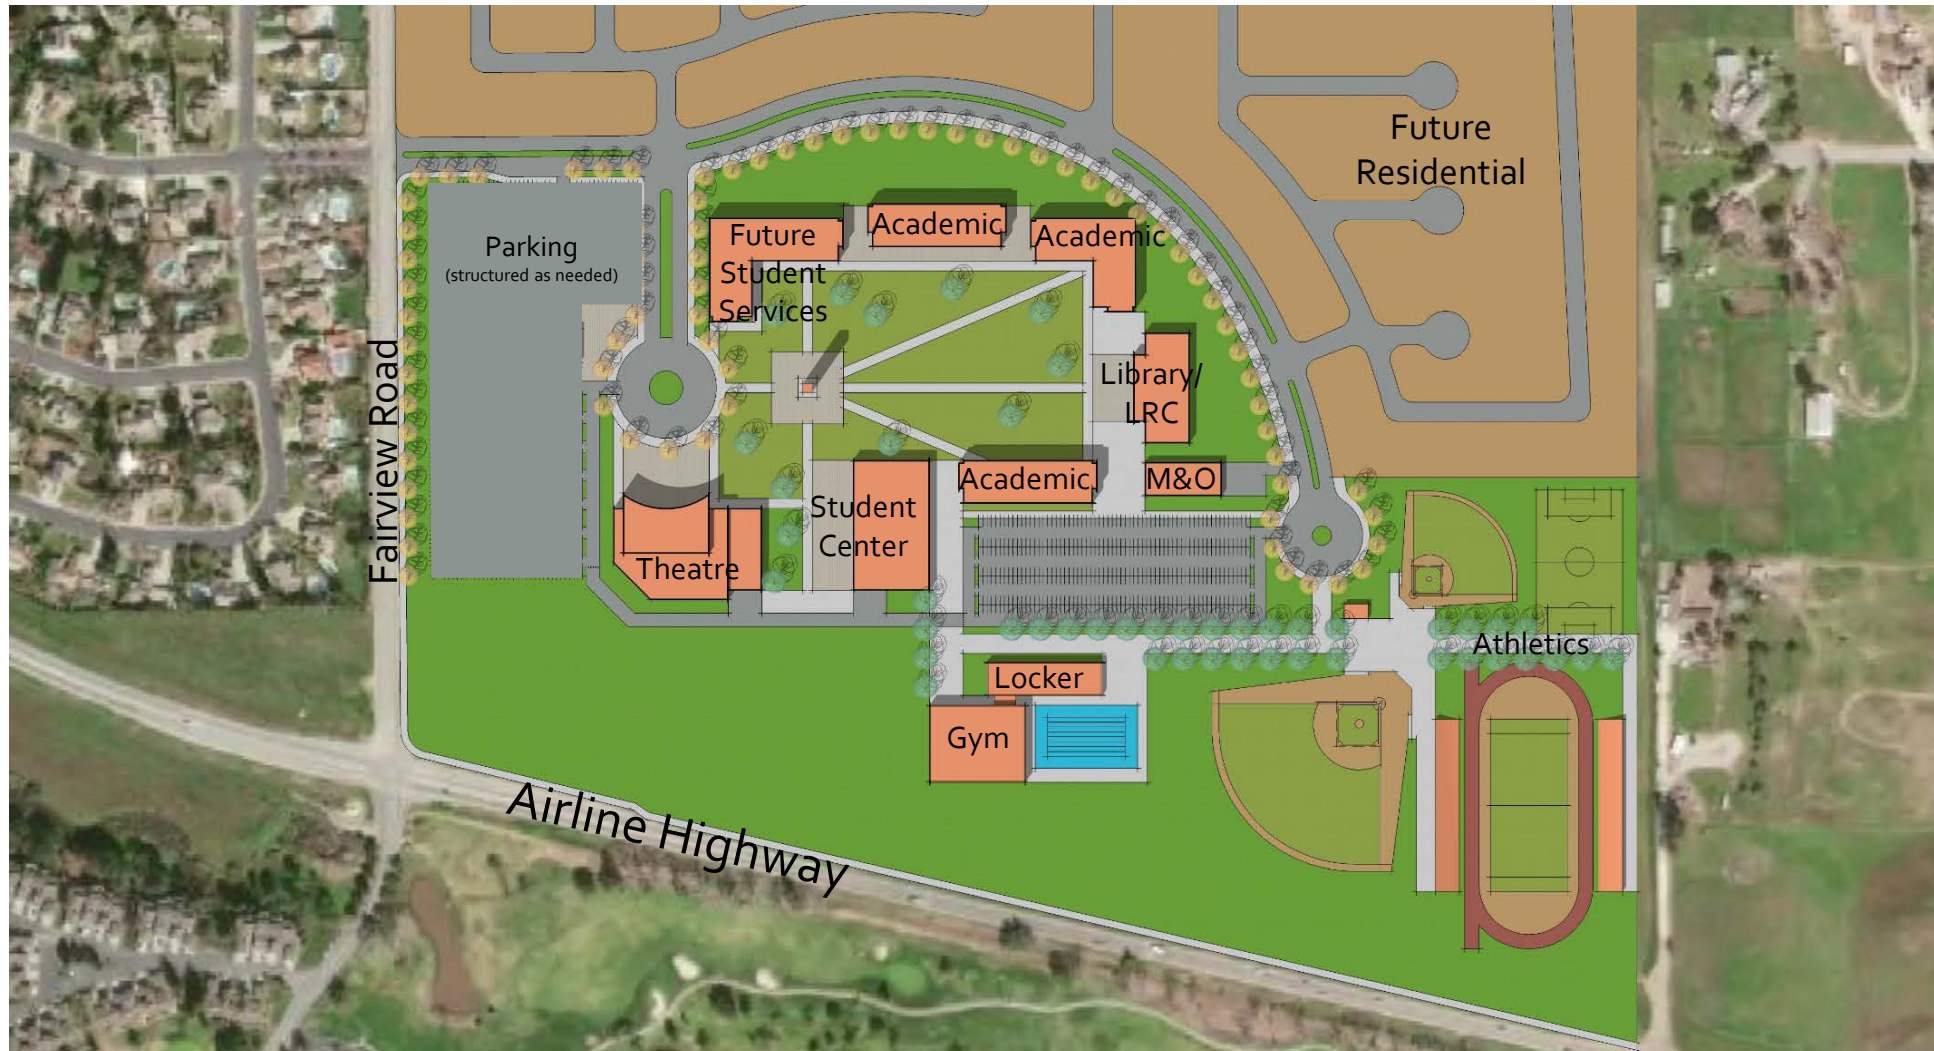 Future
Residential
Parking
(structured as needed)
Future
Student
Services
Academic
Academic
Library/
LRC
Fairview Road
Academic
M&O
Student
Center
Theatre
Athletics
Locker
Gym
Airline Highway